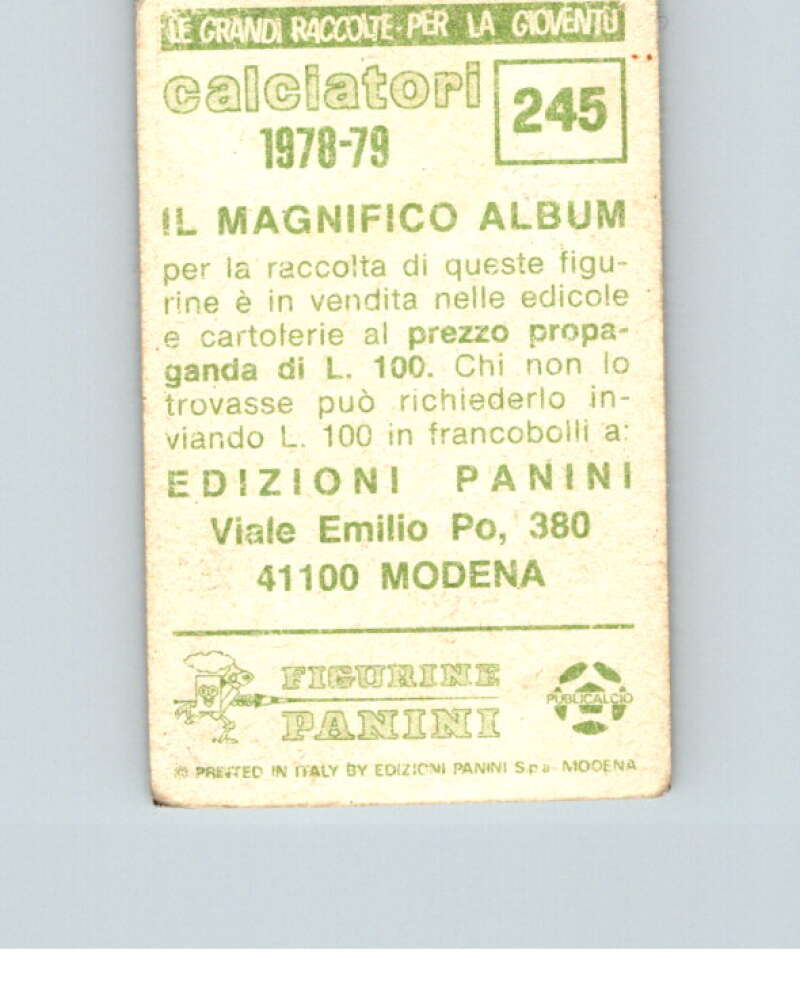 LE GRANDI RACCOLTE PER LA GIOVENTÙ
calciatori
1978-79
245
IL MAGNIFICO ALBUM
per la raccolta di queste figu-
rine è in vendita nelle edicole
e cartolerie al prezzo propa-
ganda di L. 100. Chi non lo
trovasse può richiederlo in-
viando L. 100 in francobolli a:
EDIZIONI PANINI
Viale Emilio Po, 380
41100 MODENA
FIGURINE
PANINI
PUBLICALCIO
© PRINTED IN ITALY BY EDIZIONI PANINI S.p.a. MODENA